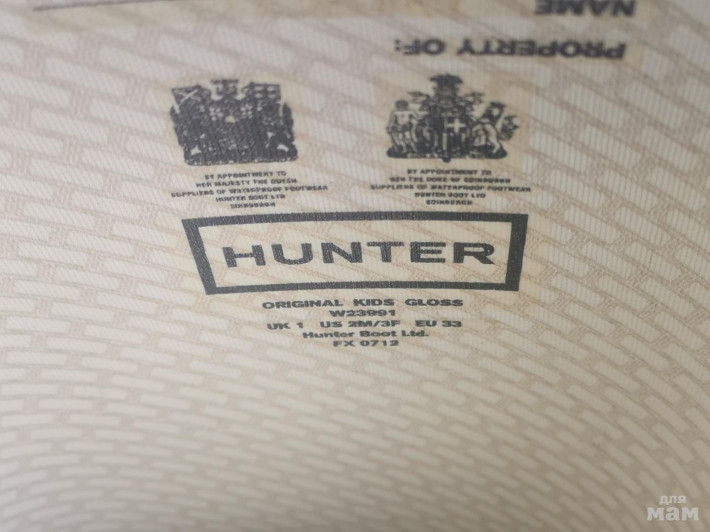 NAME
PROPERTY OF:
BY APPOINTMENT TO
HER MAJESTY THE QUEEN
SUPPLIERS OF WATERPROOF FOOTWEAR
HUNTER BOOT LTD
EDINBURGH
BY APPOINTMENT TO
HRH THE DUKE OF EDINBURGH
SUPPLIERS OF WATERPROOF FOOTWEAR
HUNTER BOOT LTD
EDINBURGH
HUNTER
ORIGINAL KIDS GLOSS
W23991
UK 1 US 2M/3F EU 33
Hunter Boot Ltd.
FX 0712
для
мам